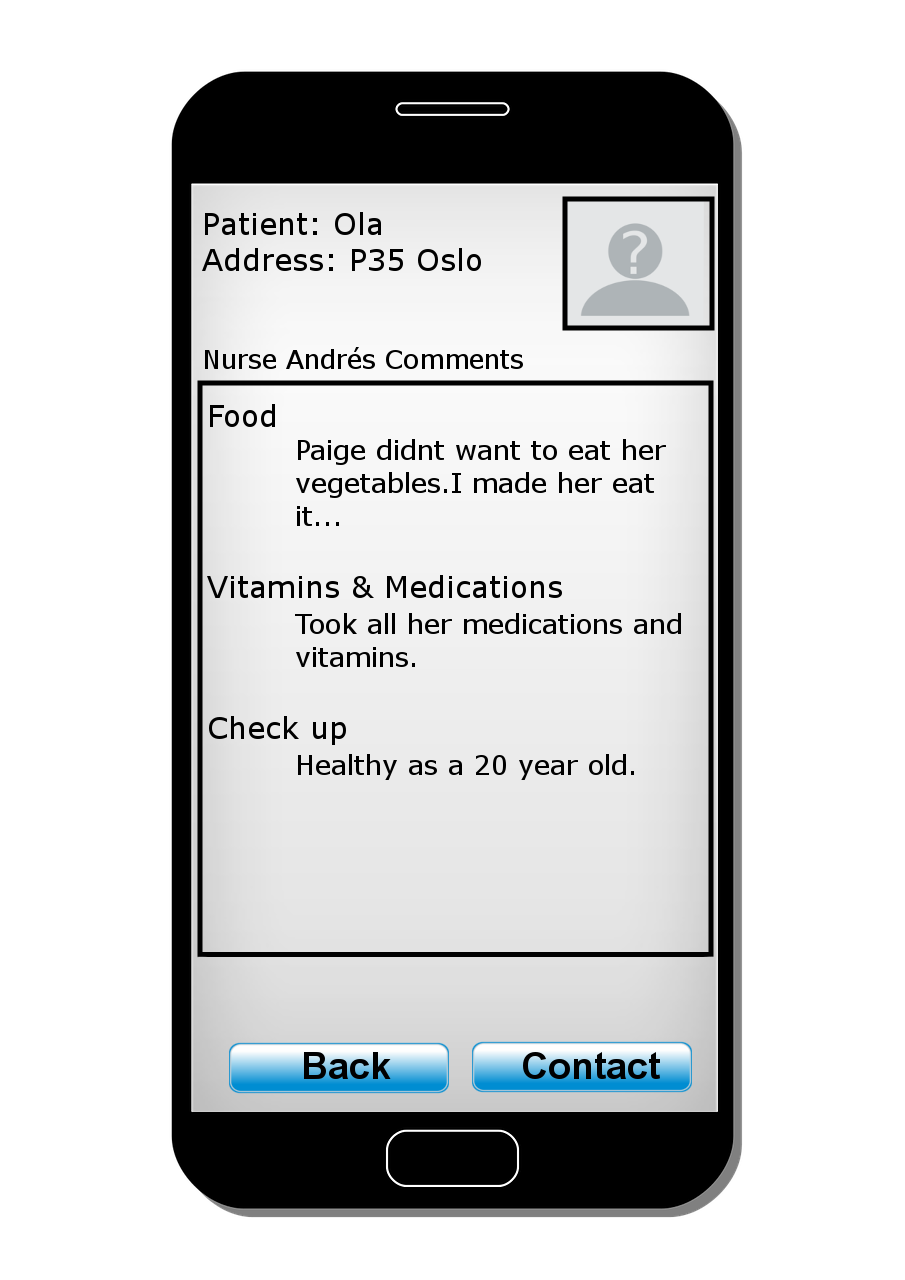 Patient: Ola
Address: P35 Oslo
?
Nurse Andrés Comments
Food
Paige didnt want to eat her
vegetables.I made her eat
it...
Vitamins & Medications
Took all her medications and
vitamins.
Check up
Healthy as a 20 year old.
Back
Contact